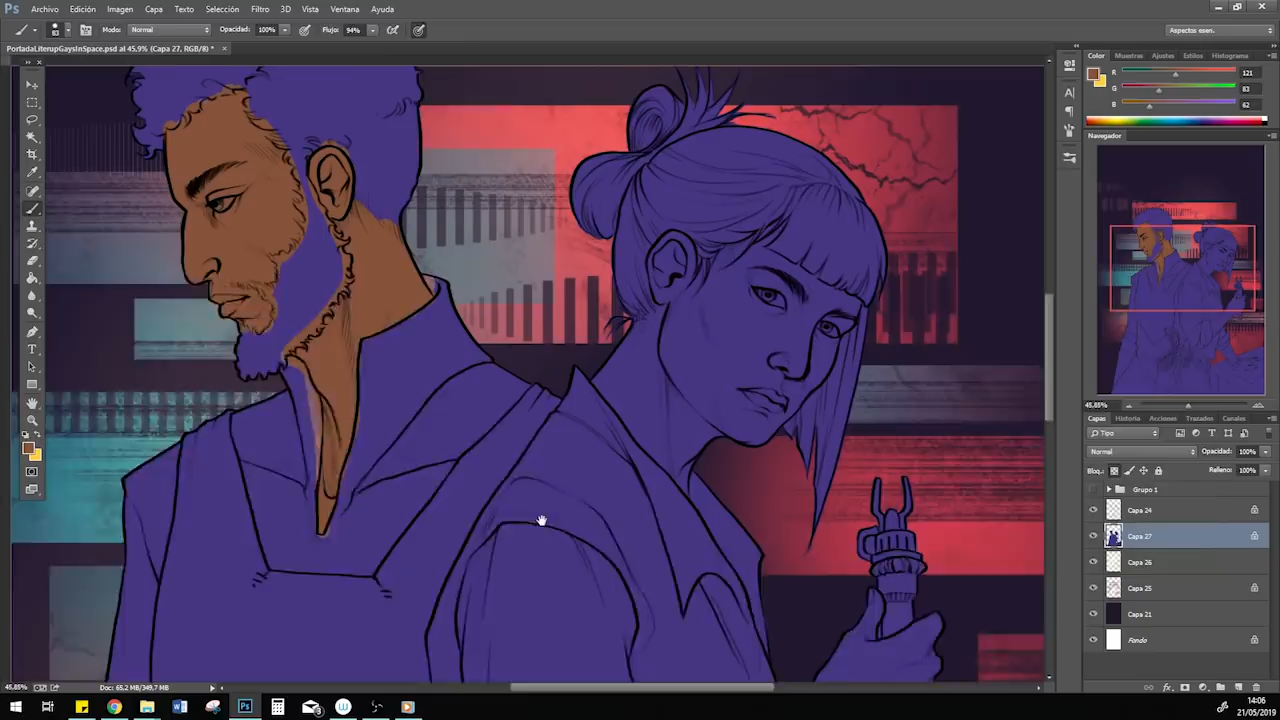 Ps Archivo Edición Imagen Capa Texto Selección Filtro 3D Vista Ventana Ayuda
83 Modo: Normal Opacidad: 100% Flujo: 94% Aspectos esen.
PortadaLiterupGaysInSpace.psd al 45,9% (Capa 27, RGB/8) *
Color Muestras Ajustes Estilos Histograma
R 121
G 83
B 62
Navegador
45,85%
Capas Historia Acciones Trazados Canales
Tipo
Normal Opacidad: 100%
Bloq.: Relleno: 100%
Grupo 1
Capa 24
Capa 27
Capa 26
Capa 25
Capa 21
Fondo
45,85% Doc: 65,2 MB/349,7 MB
14:06
21/05/2019